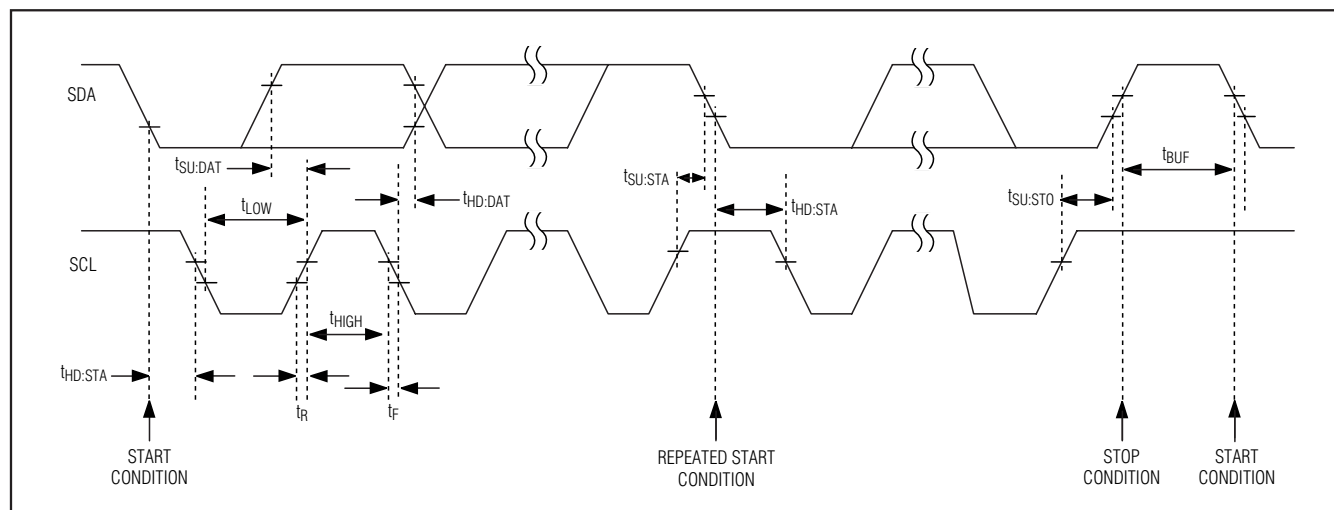 SDA
tSU:DAT
tLOW
tHD:DAT
tSU:STA
tHD:STA
tSU:STO
tBUF
SCL
tHIGH
tHD:STA
tR
tF
START
CONDITION
REPEATED START
CONDITION
STOP
CONDITION
START
CONDITION